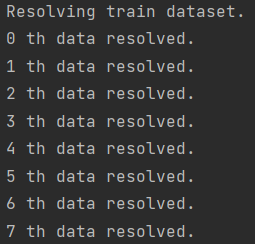 Resolving train dataset.
0 th data resolved.
1 th data resolved.
2 th data resolved.
3 th data resolved.
4 th data resolved.
5 th data resolved.
6 th data resolved.
7 th data resolved.